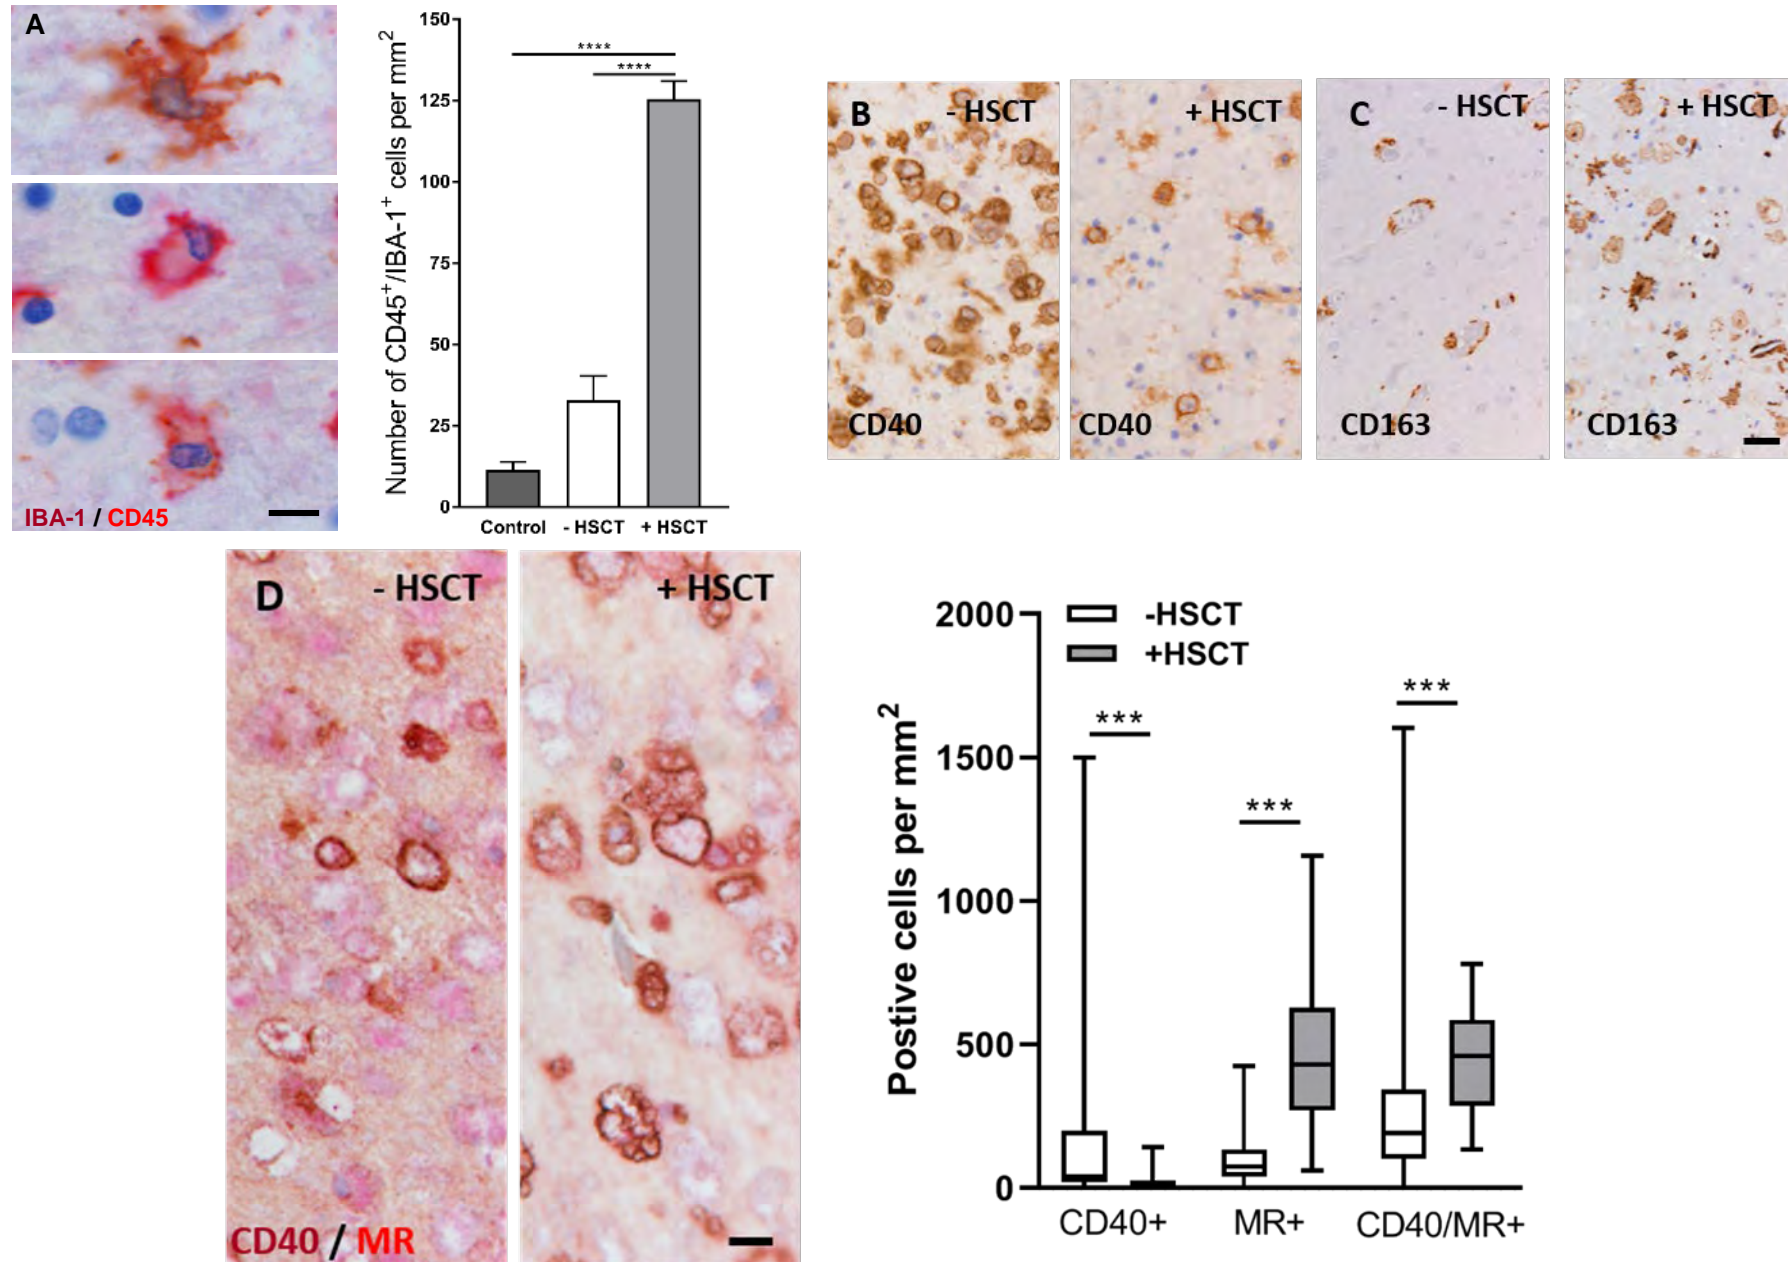 A
IBA-1 / CD45
Number of CD45+/IBA-1+ cells per mm2
150
125
100
75
50
25
0
****
****
Control
- HSCT
+ HSCT
B
- HSCT
CD40
+ HSCT
CD40
C
- HSCT
CD163
+ HSCT
CD163
D
- HSCT
CD40 / MR
+ HSCT
Postive cells per mm2
2000
1500
1000
500
0
-HSCT
+HSCT
***
***
***
CD40+
MR+
CD40/MR+